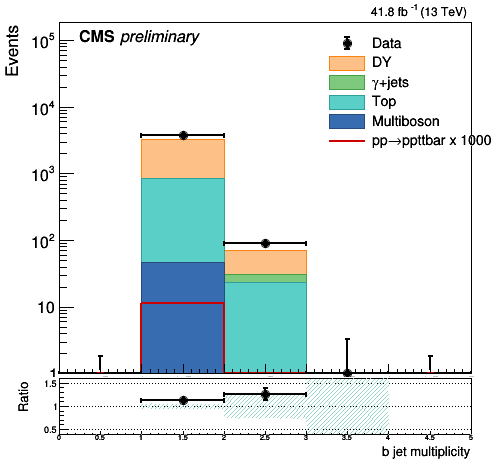 41.8 fb⁻¹ (13 TeV)
CMS preliminary
Events
10⁵
10⁴
10³
10²
10
1
Data
DY
γ+jets
Top
Multiboson
pp→ppttbar x 1000
Ratio
1.5
1
0.5
0 0.5 1 1.5 2 2.5 3 3.5 4 4.5 5
b jet multiplicity